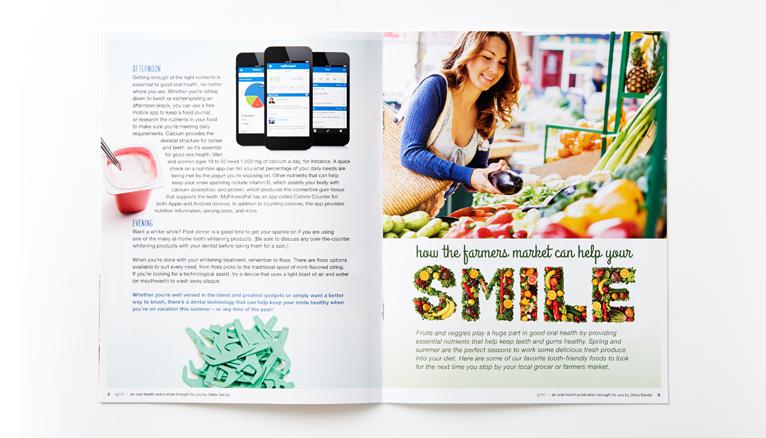 AFTERNOON
Getting enough of the right nutrients is
essential to good oral health, no matter
where you are. Whether you're sitting
down to lunch or contemplating an
afternoon snack, you can use a free
mobile app to keep a food journal,
or research the nutrients in your food
to make sure you're meeting daily
requirements. Calcium provides the
skeletal structure for bones
and teeth, so it's essential
for good oral health. Men
and women ages 19 to 50 need 1,000 mg of calcium a day, for instance. A quick
check on a nutrition app can tell you what percentage of your daily needs are
being met by the yogurt you're snacking on. Other nutrients that can help
keep your smile sparkling include vitamin D, which assists your body with
calcium absorption; and protein, which produces the connective gum tissue
that supports the teeth. MyFitnessPal has an app called Calorie Counter for
both Apple and Android devices. In addition to counting calories, the app provides
nutrition information, serving sizes, and more.
EVENING
Want a whiter smile? Post-dinner is a good time to get your sparkle on if you are using
one of the many at-home tooth-whitening products. (Be sure to discuss any over-the-counter
whitening products with your dentist before taking them for a spin.)
When you're done with your whitening treatment, remember to floss. There are floss options
available to suit every need, from floss picks to the traditional spool of mint-flavored string.
If you're looking for a technological assist, try a device that uses a light blast of air and water
(or mouthwash) to wash away plaque.
Whether you're well versed in the latest and greatest gadgets or simply want a better
way to brush, there's a dental technology that can help keep your smile healthy when
you're on vacation this summer – or any time of the year!
8 grin! | an oral health publication brought to you by Delta Dental
how the farmers market can help your
SMILE
Fruits and veggies play a huge part in good oral health by providing
essential nutrients that help keep teeth and gums healthy. Spring and
summer are the perfect seasons to work some delicious fresh produce
into your diet. Here are some of our favorite tooth-friendly foods to look
for the next time you stop by your local grocer or farmers market.
grin! | an oral health publication brought to you by Delta Dental 9